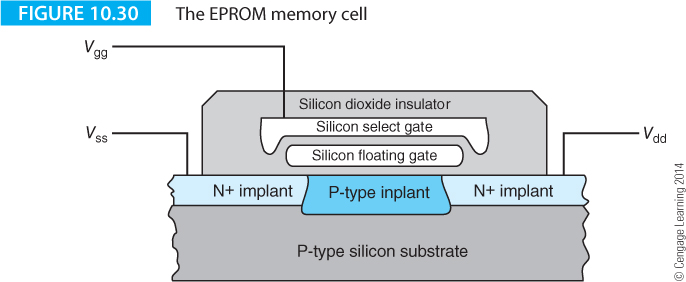 FIGURE 10.30 The EPROM memory cell
Vgg
Silicon dioxide insulator
Vss
Silicon select gate
Vdd
Silicon floating gate
N+ implant
P-type inplant
N+ implant
P-type silicon substrate
© Cengage Learning 2014